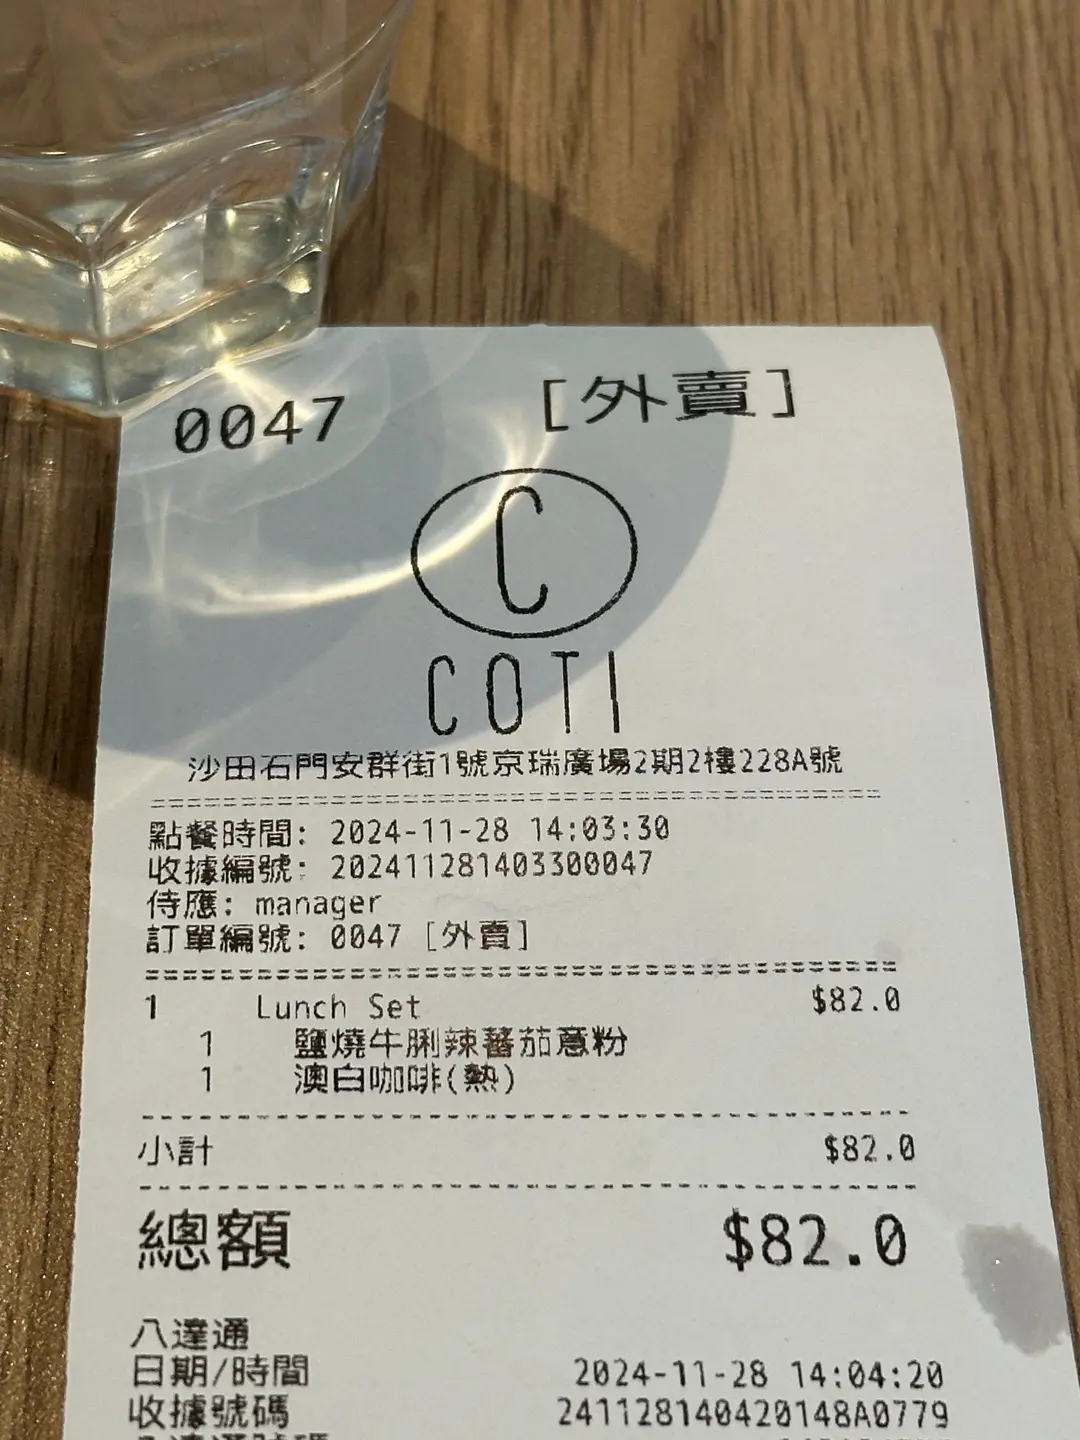 0047 [外賣]
C
COTI
沙田石門安群街1號京瑞廣場2期2樓228A號
點餐時間: 2024-11-28 14:03:30
收據編號: 202411281403300047
侍應: manager
訂單編號: 0047 [外賣]
1 Lunch Set $82.0
1 鹽燒牛脷辣蕃茄意粉
1 澳白咖啡(熱)
小計 $82.0
總額 $82.0
八達通
日期/時間 2024-11-28 14:04:20
收據號碼 241128140420148A0779